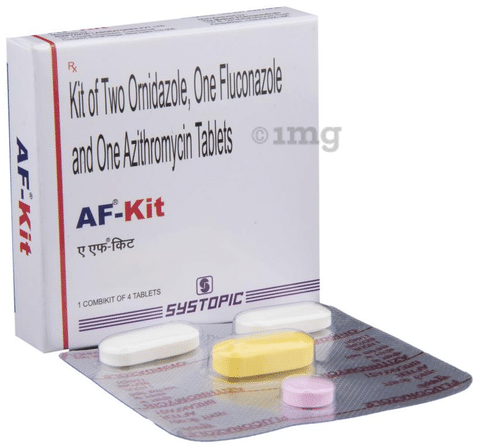 Rx
Kit of Two Ornidazole, One Fluconazole
and One Azithromycin Tablets
©1mg
AF®-Kit
ए एफ®-किट
1 COMBIKIT OF 4 TABLETS
S
SYSTOPIC
AF®-Kit